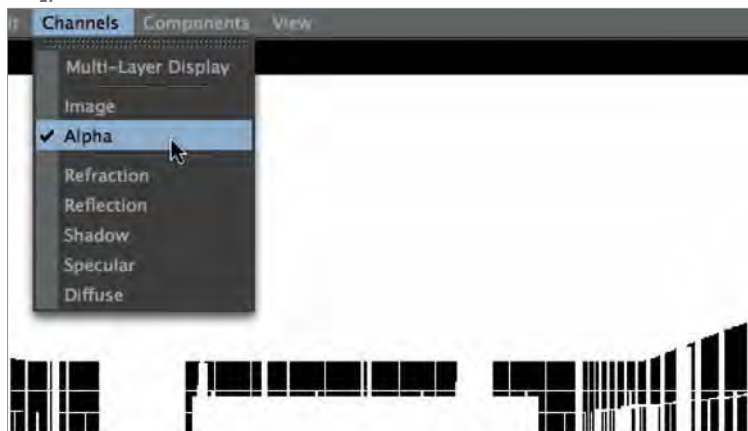 Channels Components View
Multi-Layer Display
Image
Alpha
Refraction
Reflection
Shadow
Specular
Diffuse